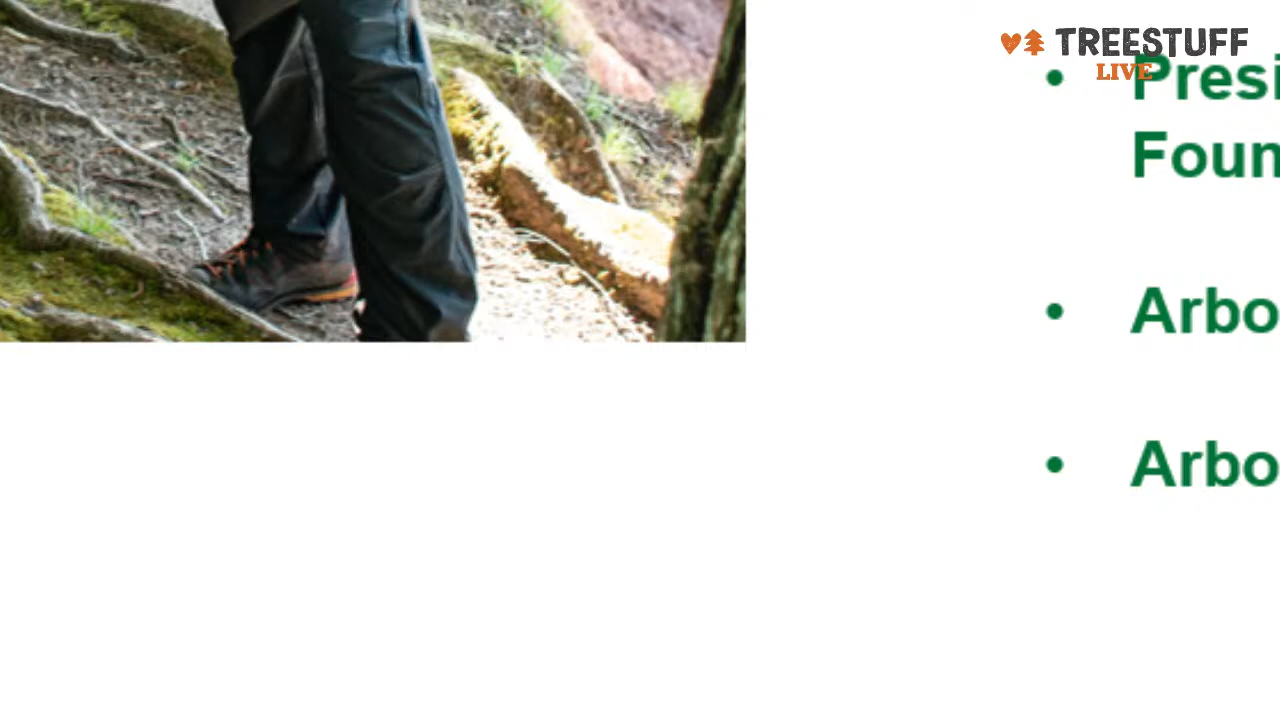 TREESTUFF
LIVE
• Presi
Foun
• Arbo
• Arbo